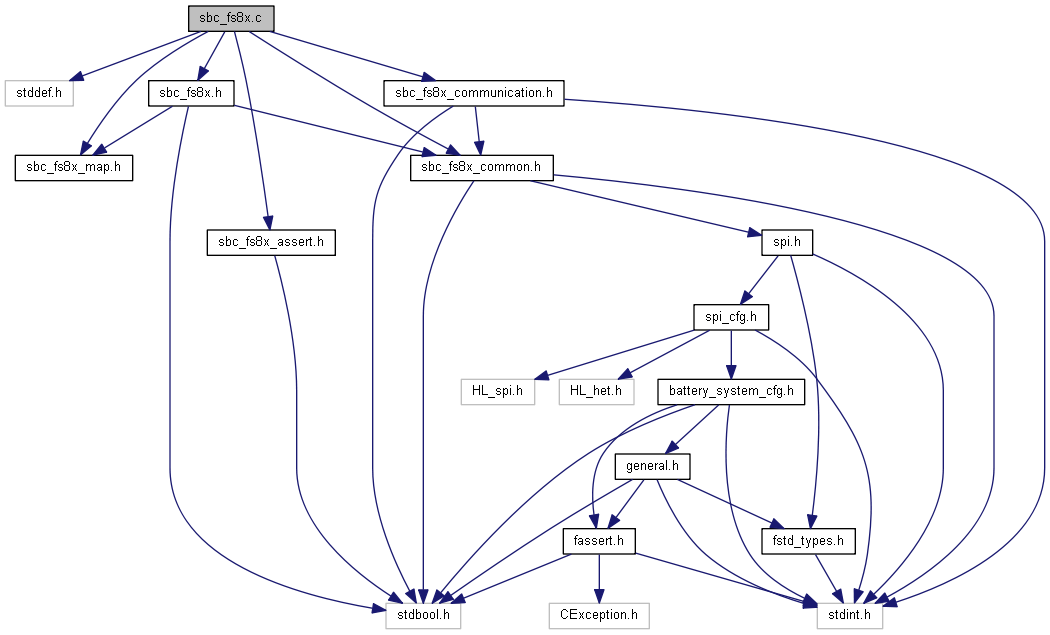 sbc_fs8x.c
stddef.h
sbc_fs8x.h
sbc_fs8x_communication.h
sbc_fs8x_map.h
sbc_fs8x_common.h
sbc_fs8x_assert.h
spi.h
spi_cfg.h
HL_spi.h
HL_het.h
battery_system_cfg.h
general.h
fassert.h
fstd_types.h
stdbool.h
CException.h
stdint.h